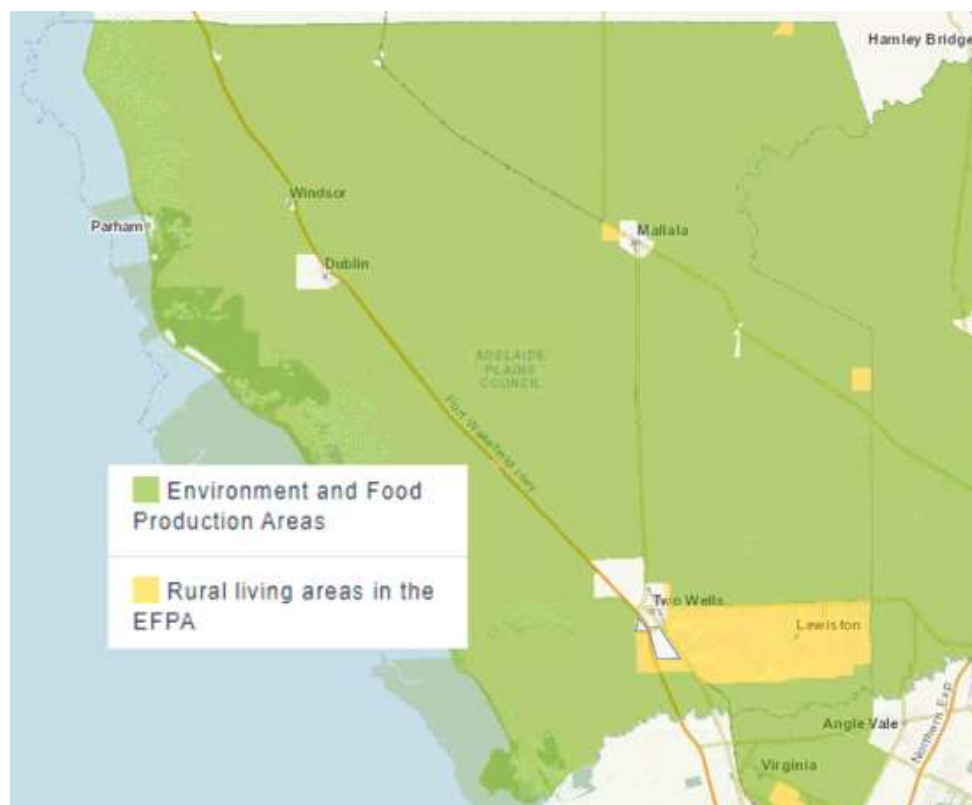 Hamley Bridge
Windsor
Parham
Mallala
Dublin
ADELAIDE
PLAINS
COUNCIL
Port Wakefield Hwy
Environment and Food
Production Areas
Rural living areas in the
EFPA
Two Wells
Lewiston
Angle Vale
Northern Exp
Virginia